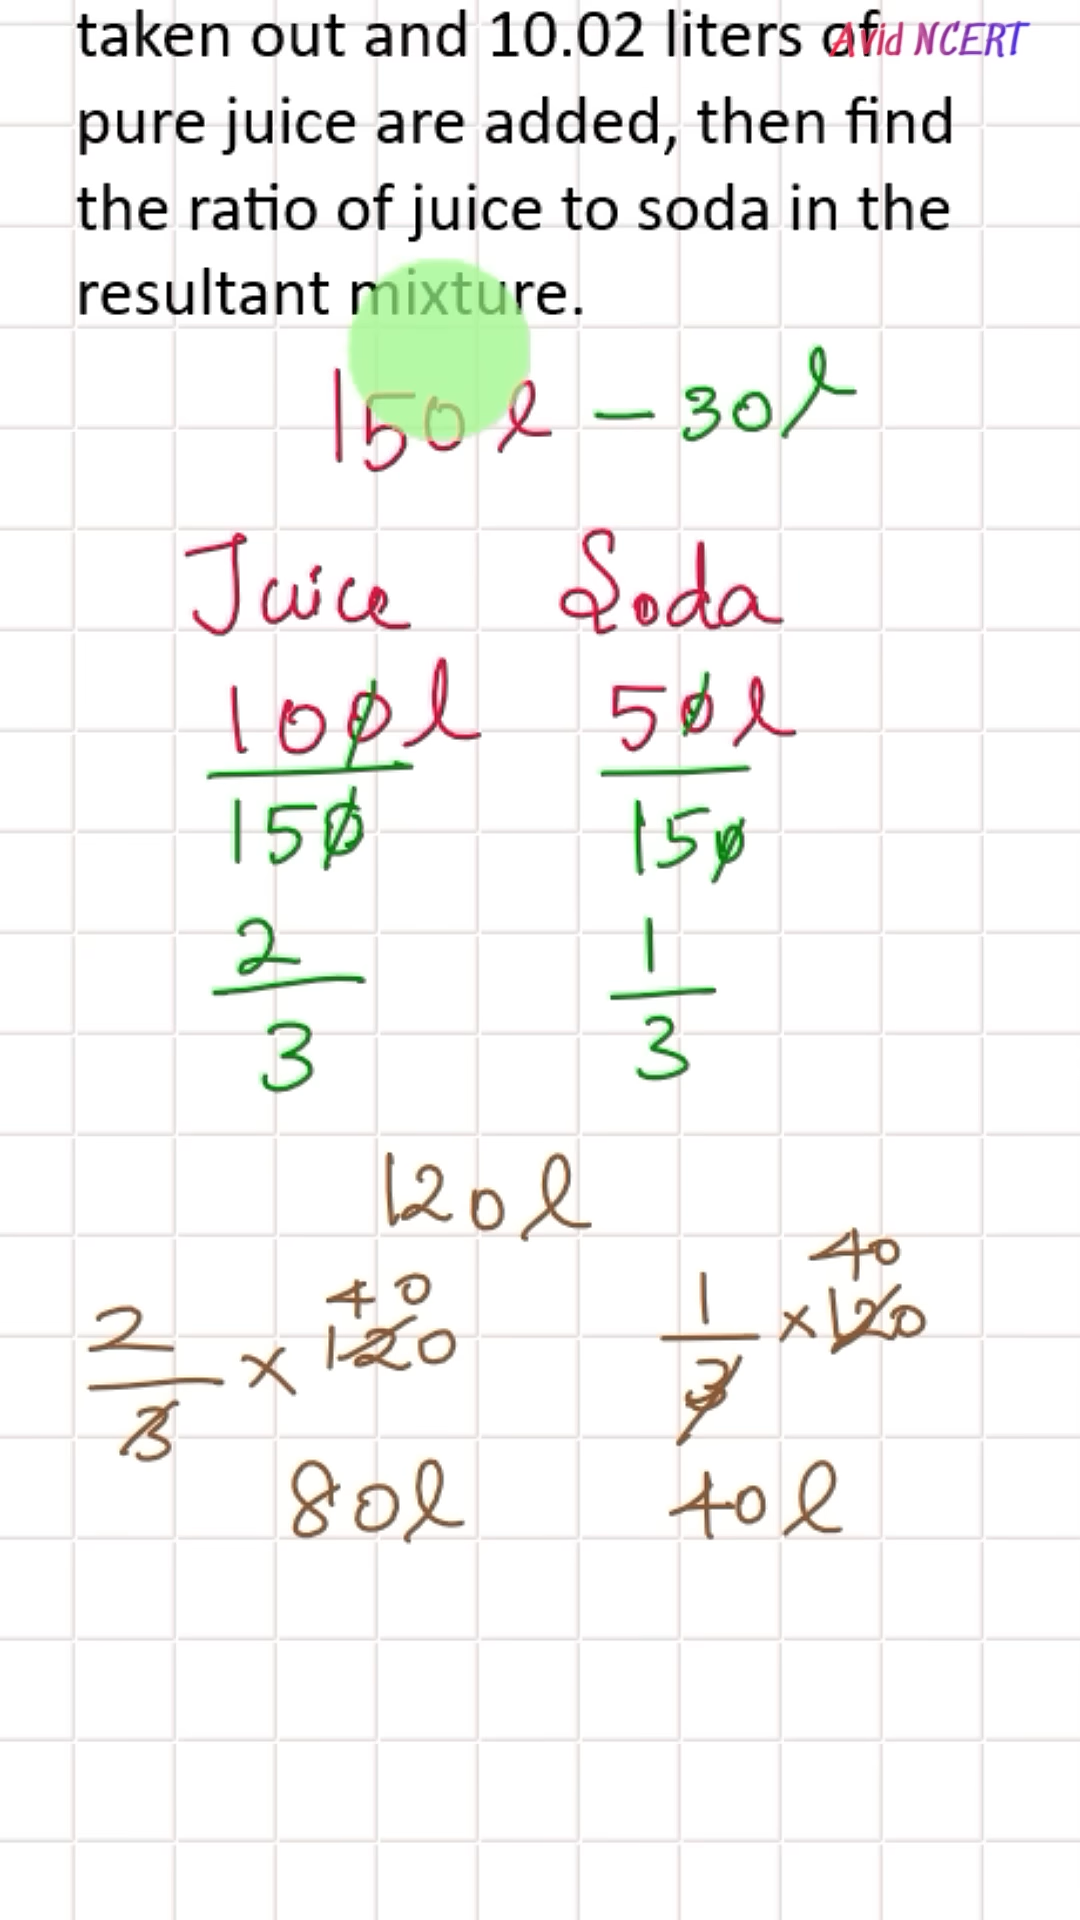 taken out and 10.02 liters of
Avid NCERT
pure juice are added, then find
the ratio of juice to soda in the
resultant mixture.
150 l - 30 l
Juice Soda
100 l 50 l
150 150
2 1
3 3
120 l
40 40
2 × 120 1 × 120
3 3
80 l 40 l